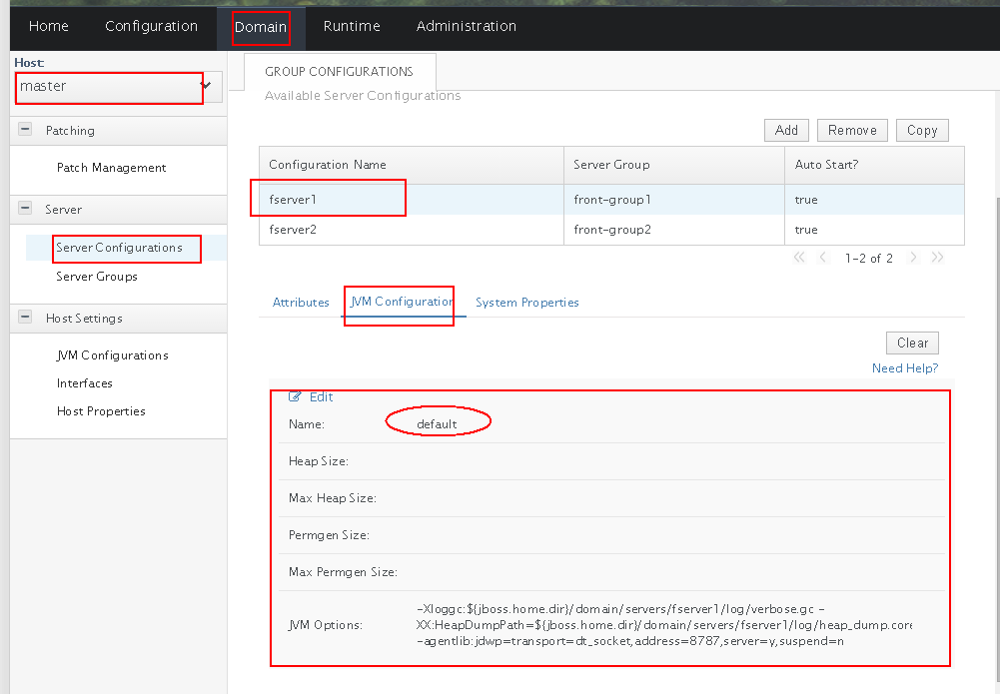 Home Configuration Domain Runtime Administration
Host:
master
Patching
Patch Management
Server
Server Configurations
Server Groups
Host Settings
JVM Configurations
Interfaces
Host Properties
GROUP CONFIGURATIONS
Available Server Configurations
Add Remove Copy
Configuration Name Server Group Auto Start?
fserver1 front-group1 true
fserver2 front-group2 true
« ‹ 1-2 of 2 › »
Attributes JVM Configuration System Properties
Clear
Need Help?
Edit
Name: default
Heap Size:
Max Heap Size:
Permgen Size:
Max Permgen Size:
JVM Options:
-Xloggc:${jboss.home.dir}/domain/servers/fserver1/log/verbose.gc -
XX:HeapDumpPath=${jboss.home.dir}/domain/servers/fserver1/log/heap_dump.core
-agentlib:jdwp=transport=dt_socket,address=8787,server=y,suspend=n